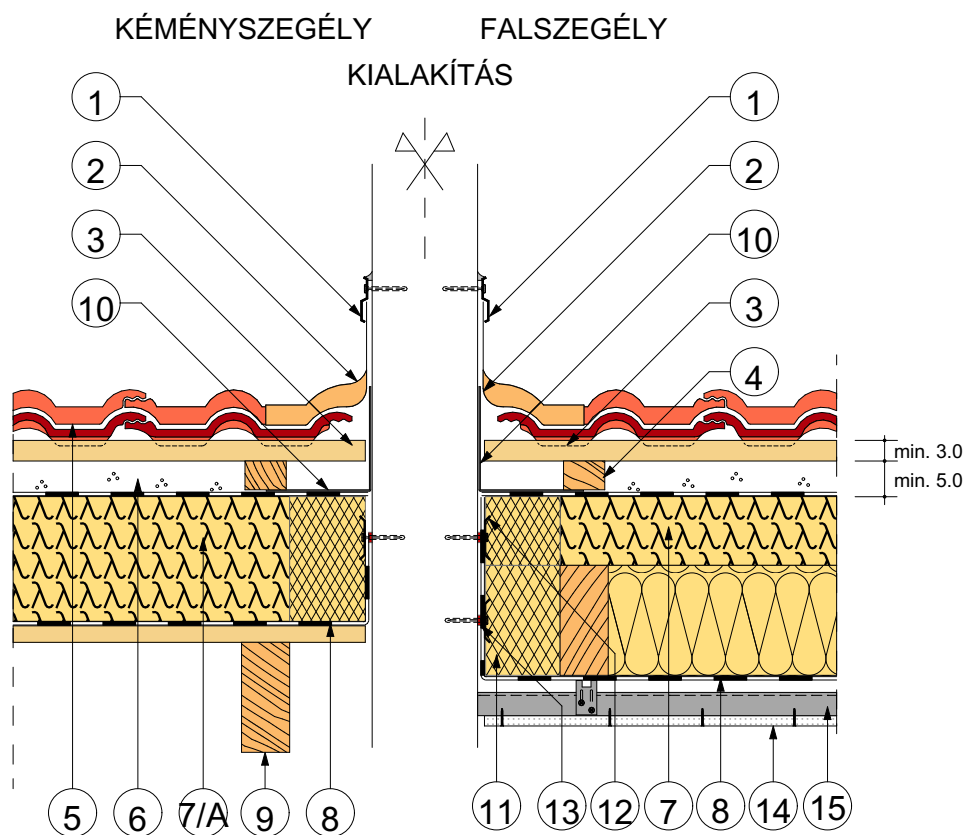 KÉMÉNYSZEGÉLY FALSZEGÉLY
KIALAKÍTÁS
1 1
2 2
3 10
10 3
4
min. 3.0
min. 5.0
5 6 7/A 9 8 11 13 12 7 8 14 15